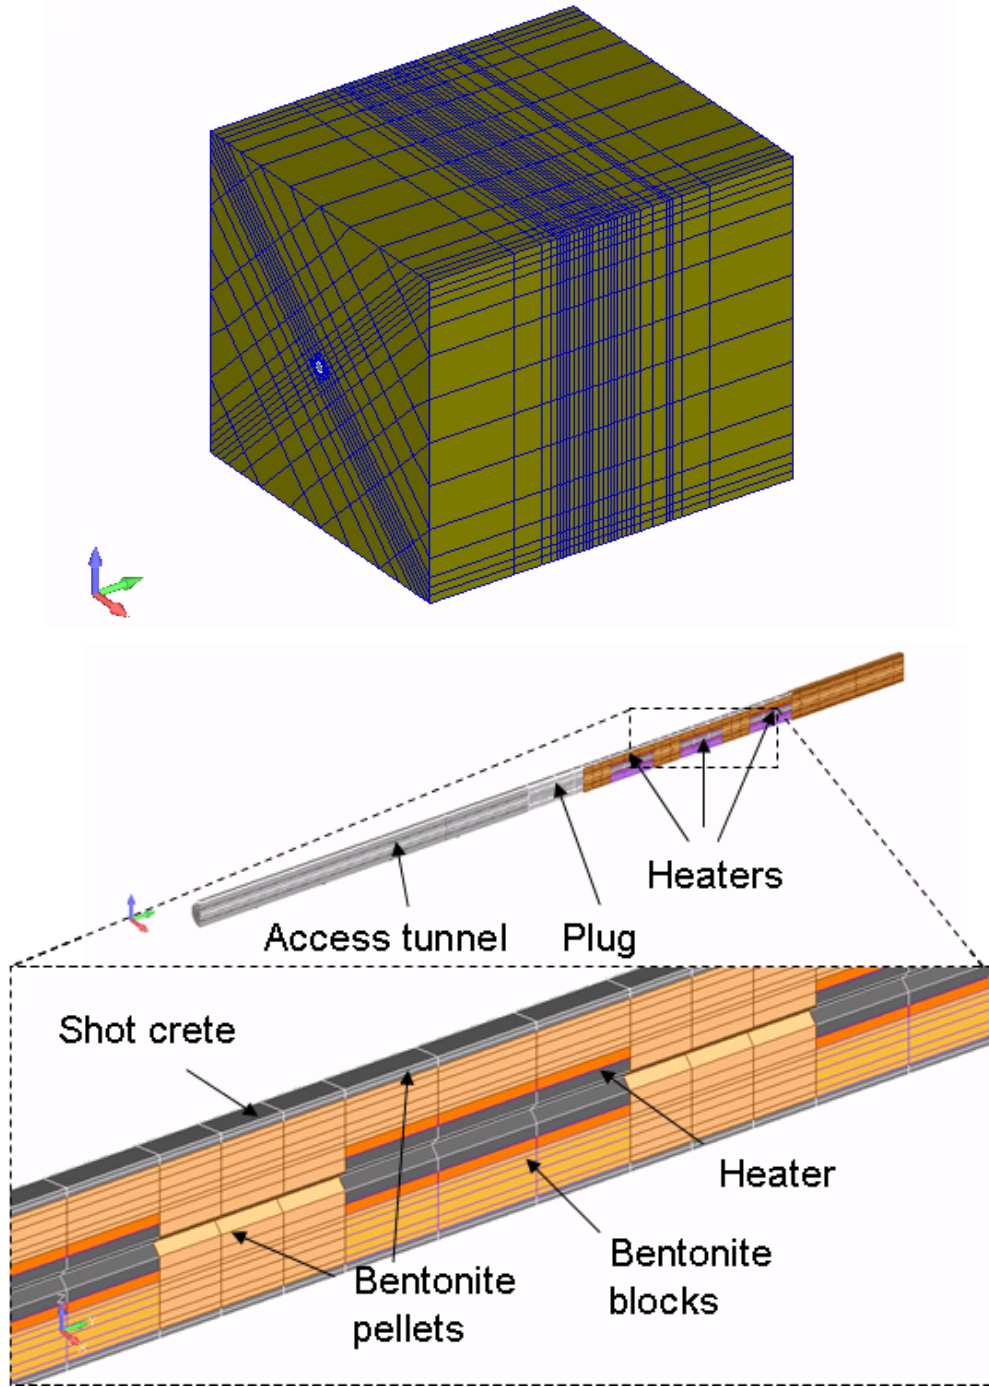 Heaters
Access tunnel
Plug
Shot crete
Heater
Bentonite
blocks
Bentonite
pellets
Z
Y
X